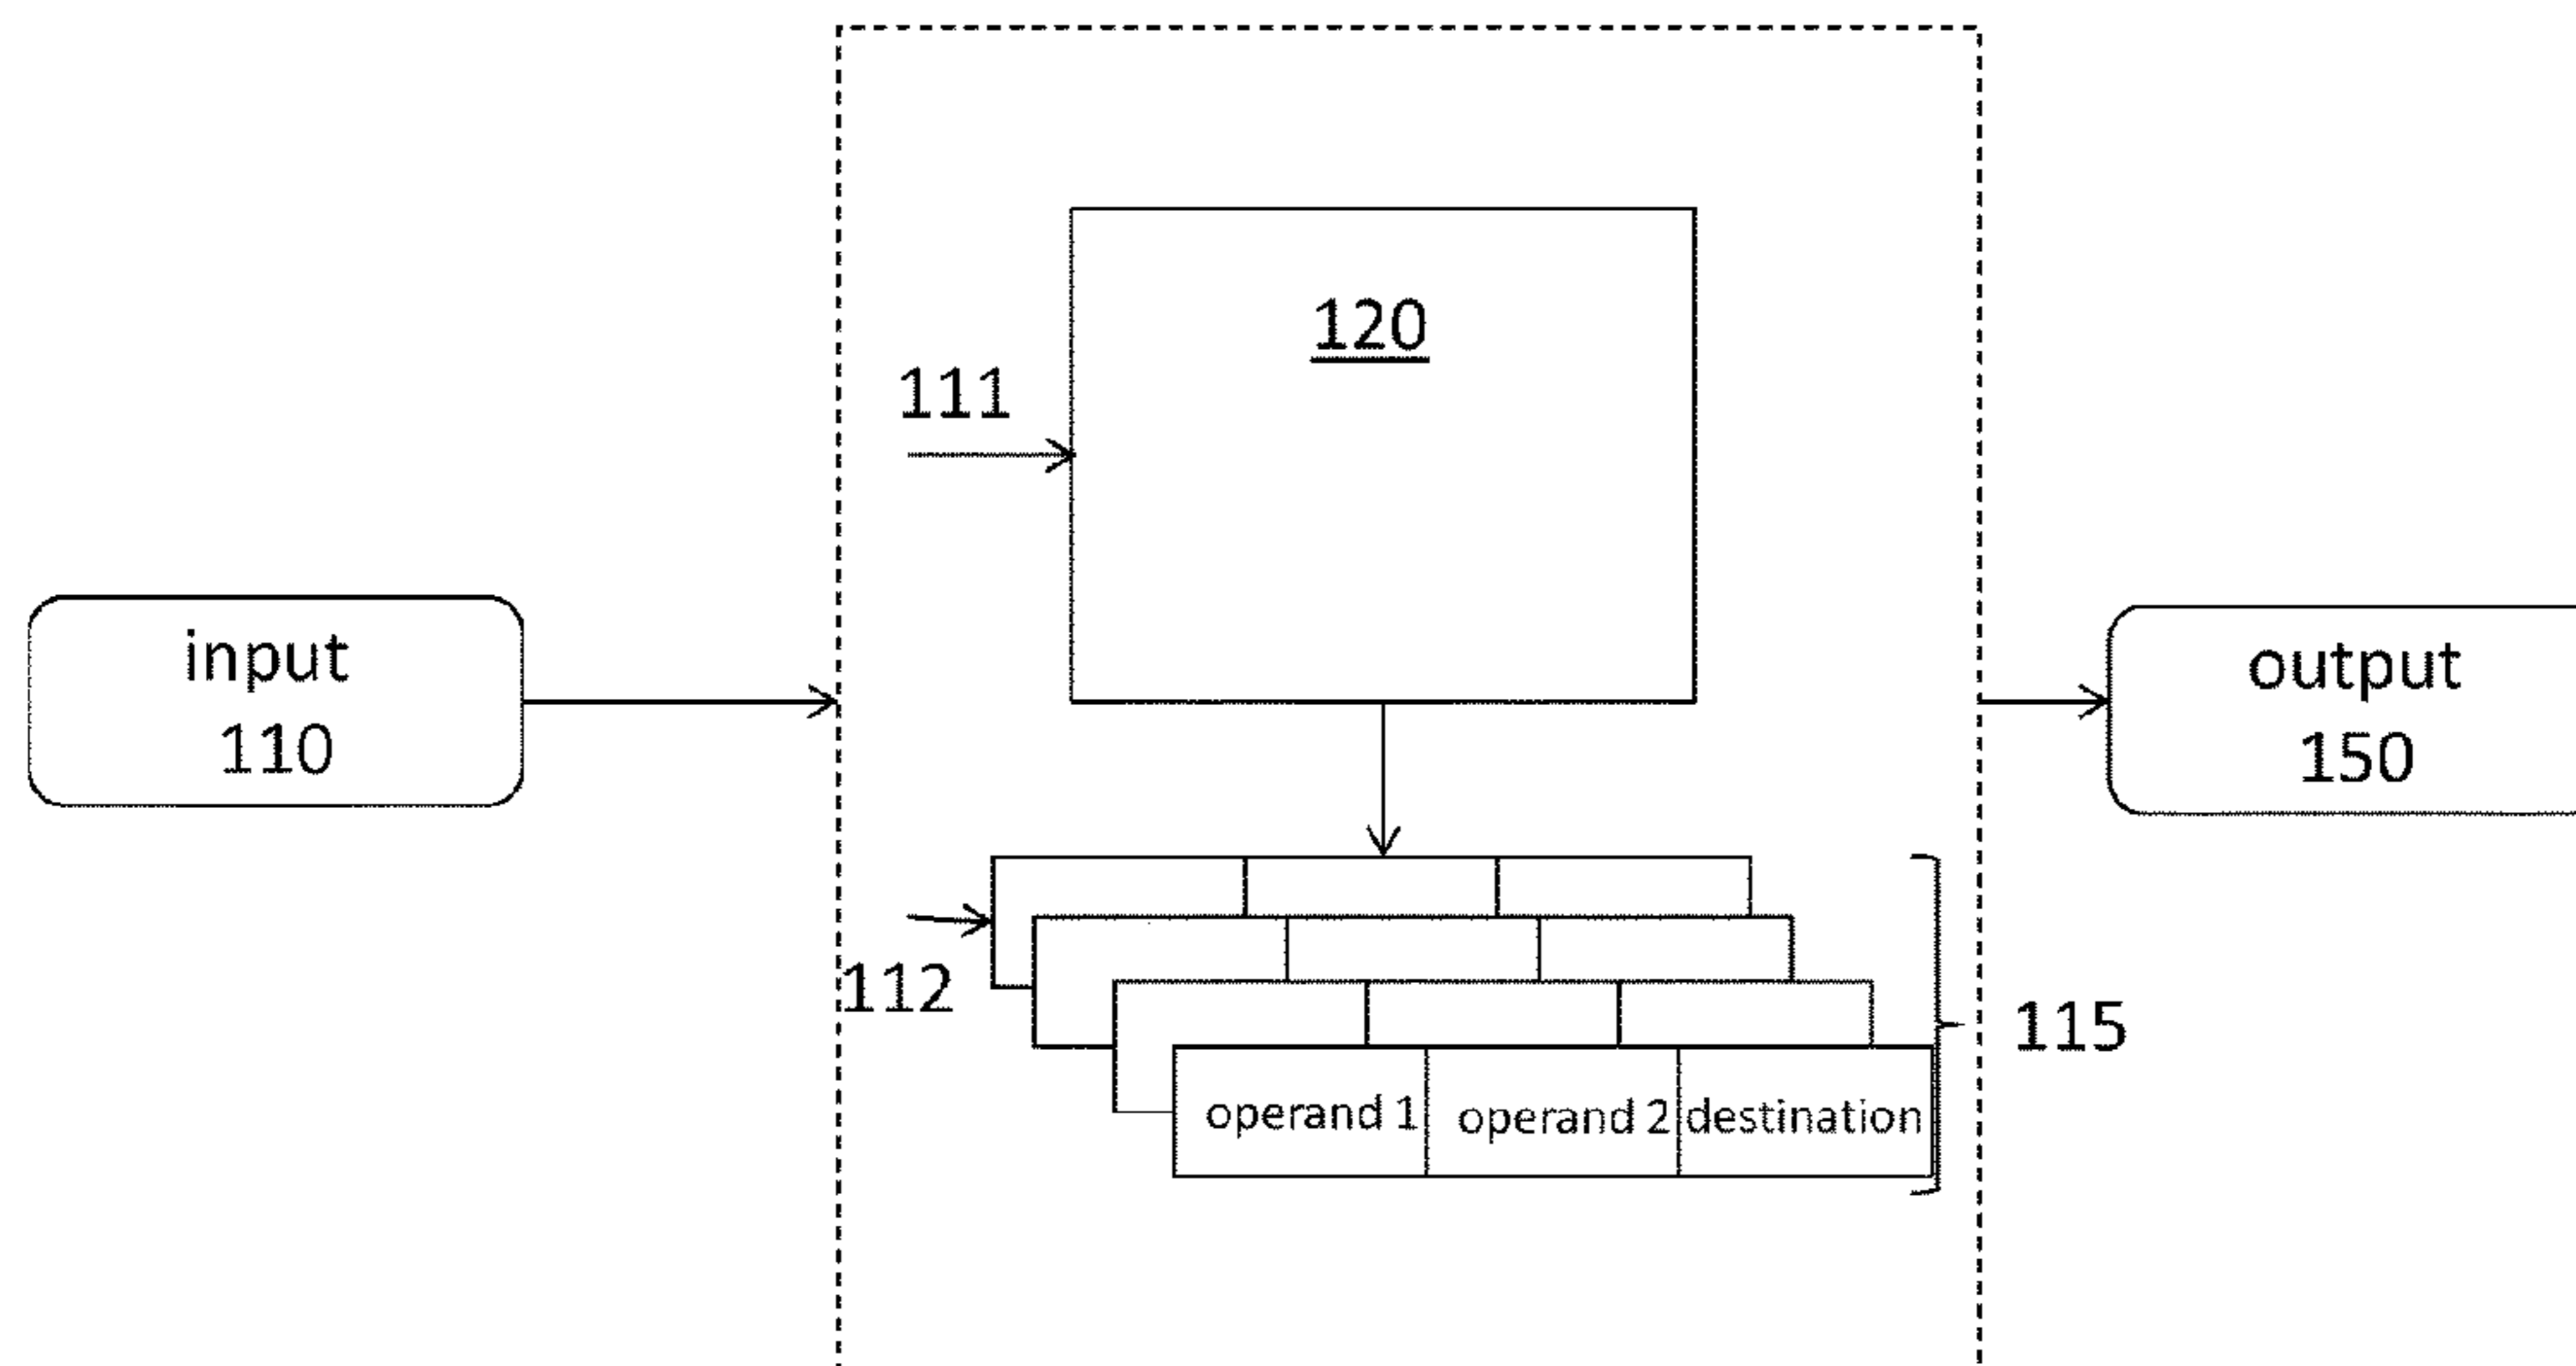 120
111
input
110
output
150
112
115
operand 1
operand 2
destination